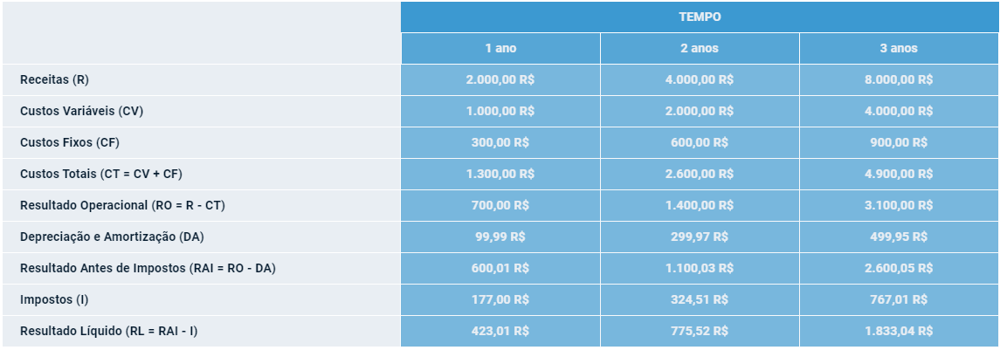 TEMPO
1 ano 2 anos 3 anos
Receitas (R) 2.000,00 R$ 4.000,00 R$ 8.000,00 R$
Custos Variáveis (CV) 1.000,00 R$ 2.000,00 R$ 4.000,00 R$
Custos Fixos (CF) 300,00 R$ 600,00 R$ 900,00 R$
Custos Totais (CT = CV + CF) 1.300,00 R$ 2.600,00 R$ 4.900,00 R$
Resultado Operacional (RO = R - CT) 700,00 R$ 1.400,00 R$ 3.100,00 R$
Depreciação e Amortização (DA) 99,99 R$ 299,97 R$ 499,95 R$
Resultado Antes de Impostos (RAI = RO - DA) 600,01 R$ 1.100,03 R$ 2.600,05 R$
Impostos (I) 177,00 R$ 324,51 R$ 767,01 R$
Resultado Líquido (RL = RAI - I) 423,01 R$ 775,52 R$ 1.833,04 R$